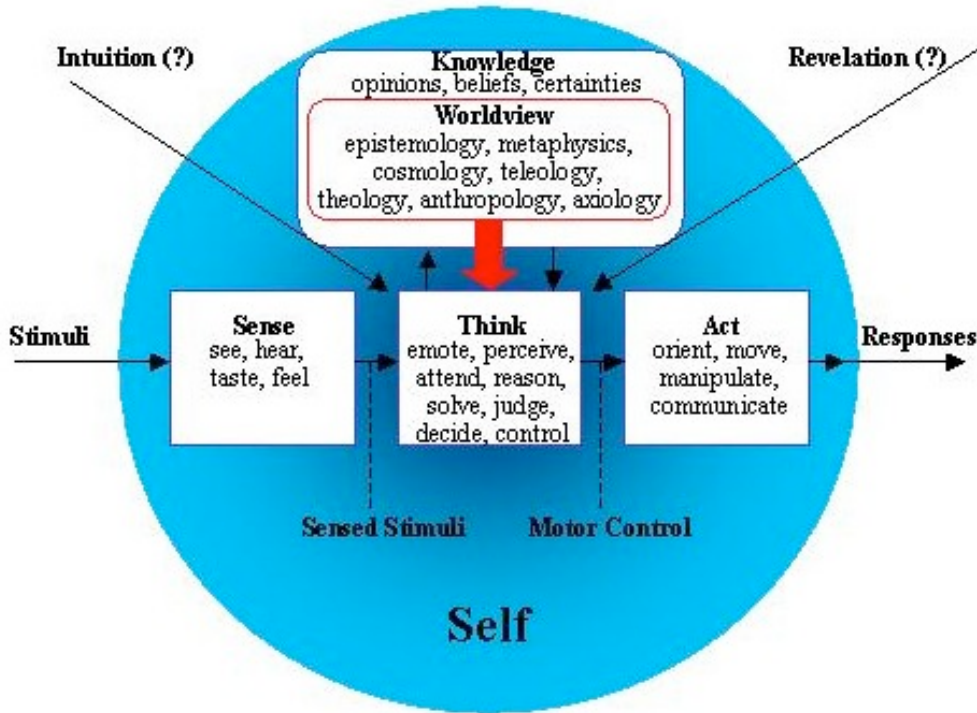 Intuition (?)
Revelation (?)
Knowledge
opinions, beliefs, certainties
Worldview
epistemology, metaphysics,
cosmology, teleology,
theology, anthropology, axiology
Stimuli
Sense
see, hear,
taste, feel
Think
emote, perceive,
attend, reason,
solve, judge,
decide, control
Act
orient, move,
manipulate,
communicate
Responses
Sensed Stimuli
Motor Control
Self